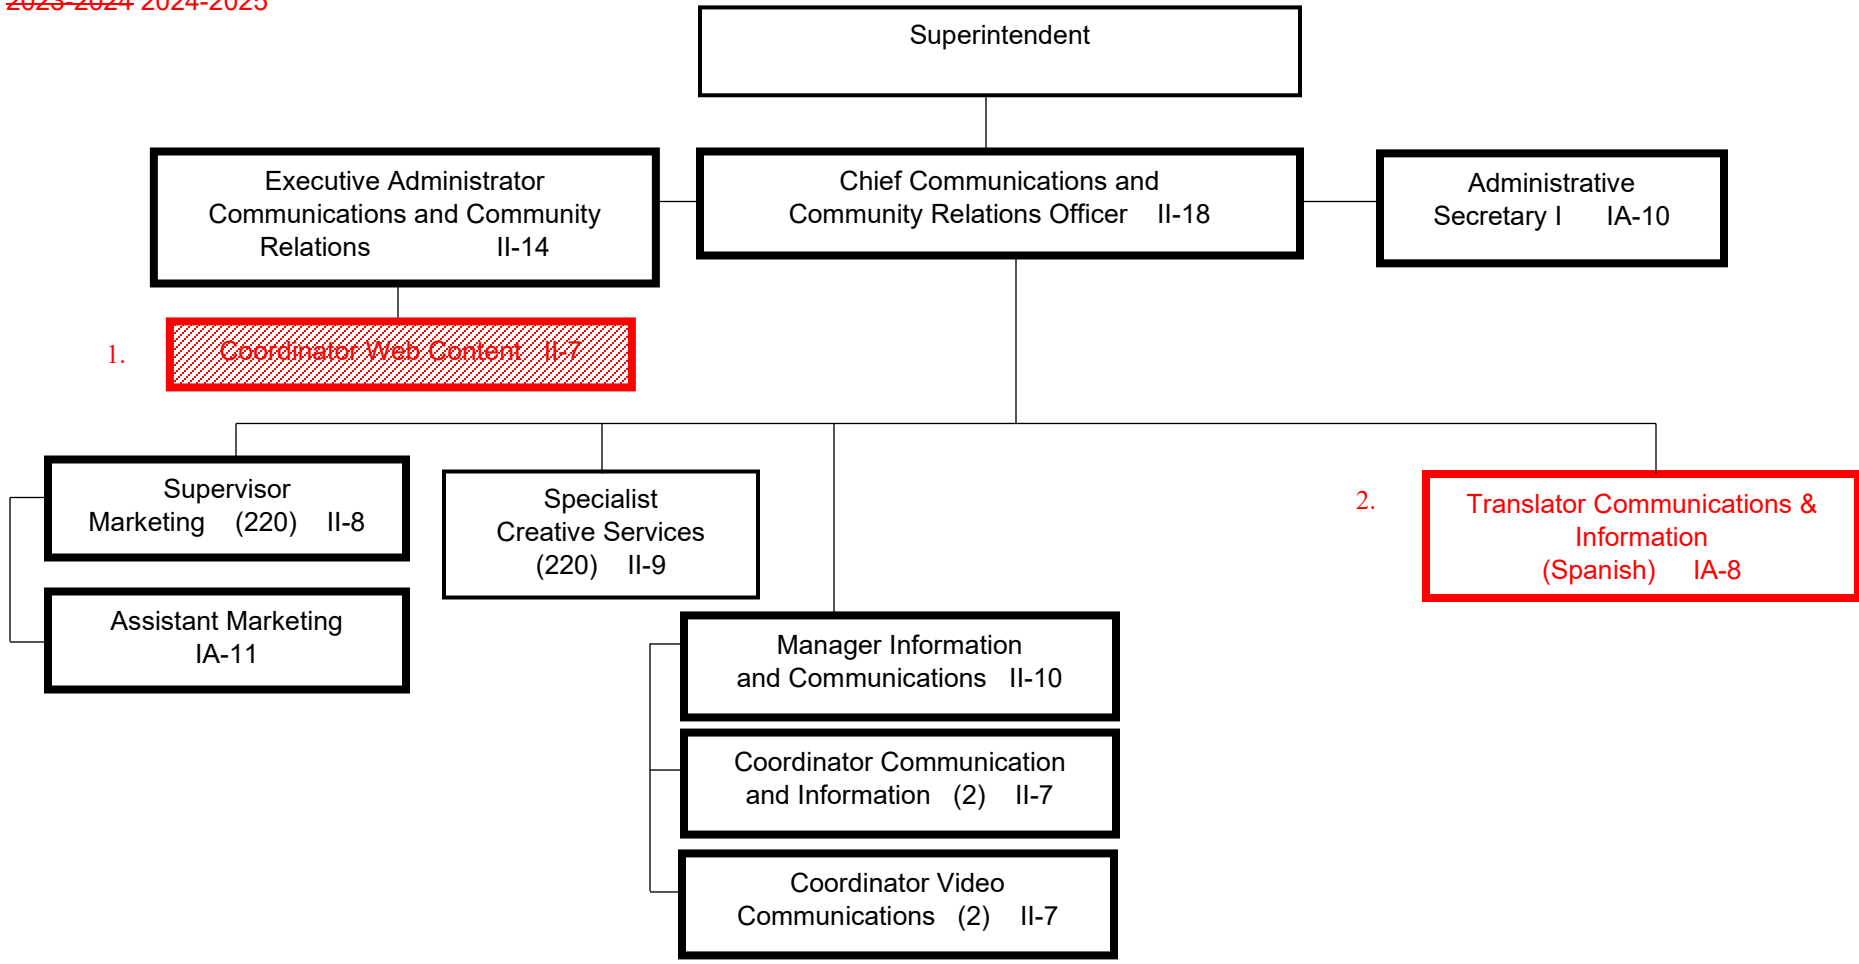 2023-2024 2024-2025
Superintendent
Executive Administrator
Communications and Community
Relations II-14
Chief Communications and
Community Relations Officer II-18
Administrative
Secretary I IA-10
1.
Coordinator Web Content II-7
Supervisor
Marketing (220) II-8
Specialist
Creative Services
(220) II-9
2.
Translator Communications &
Information
(Spanish) IA-8
Assistant Marketing
IA-11
Manager Information
and Communications II-10
Coordinator Communication
and Information (2) II-7
Coordinator Video
Communications (2) II-7